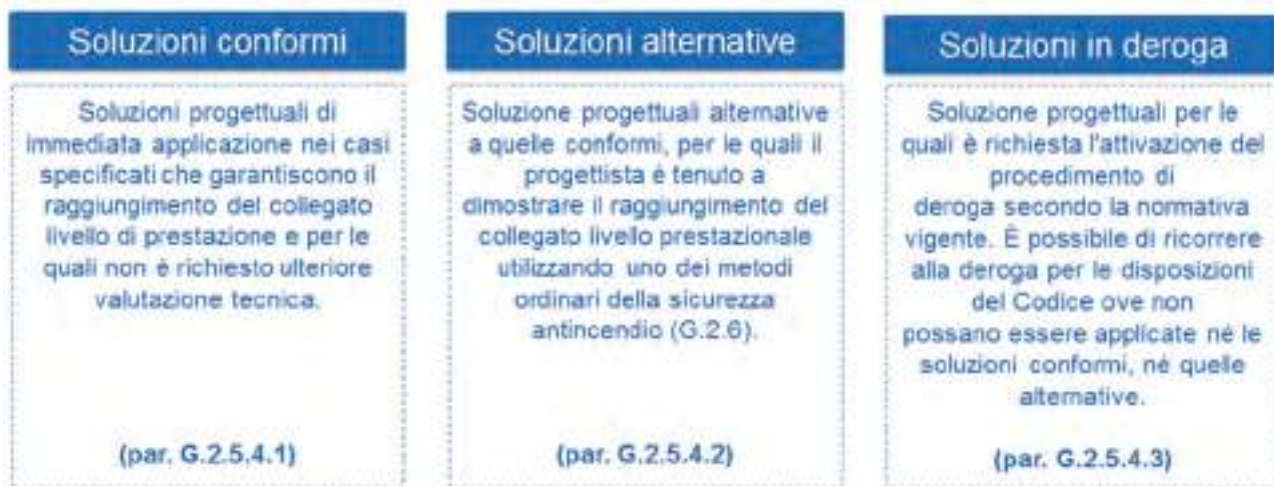 Soluzioni conformi
Soluzioni progettuali di
immediata applicazione nei casi
specificati che garantiscono il
raggiungimento del collegato
livello di prestazione e per le
quali non è richiesto ulteriore
valutazione tecnica.
(par. G.2.5.4.1)
Soluzioni alternative
Soluzione progettuali alternative
a quelle conformi, per le quali il
progettista è tenuto a
dimostrare il raggiungimento del
collegato livello prestazionale
utilizzando uno dei metodi
ordinari della sicurezza
antincendio (G.2.6).
(par. G.2.5.4.2)
Soluzioni in deroga
Soluzione progettuali per le
quali è richiesta l'attivazione del
procedimento di
deroga secondo la normativa
vigente. È possibile di ricorrere
alla deroga per le disposizioni
del Codice ove non
possano essere applicate nè le
soluzioni conformi, nè quelle
alternative.
(par. G.2.5.4.3)